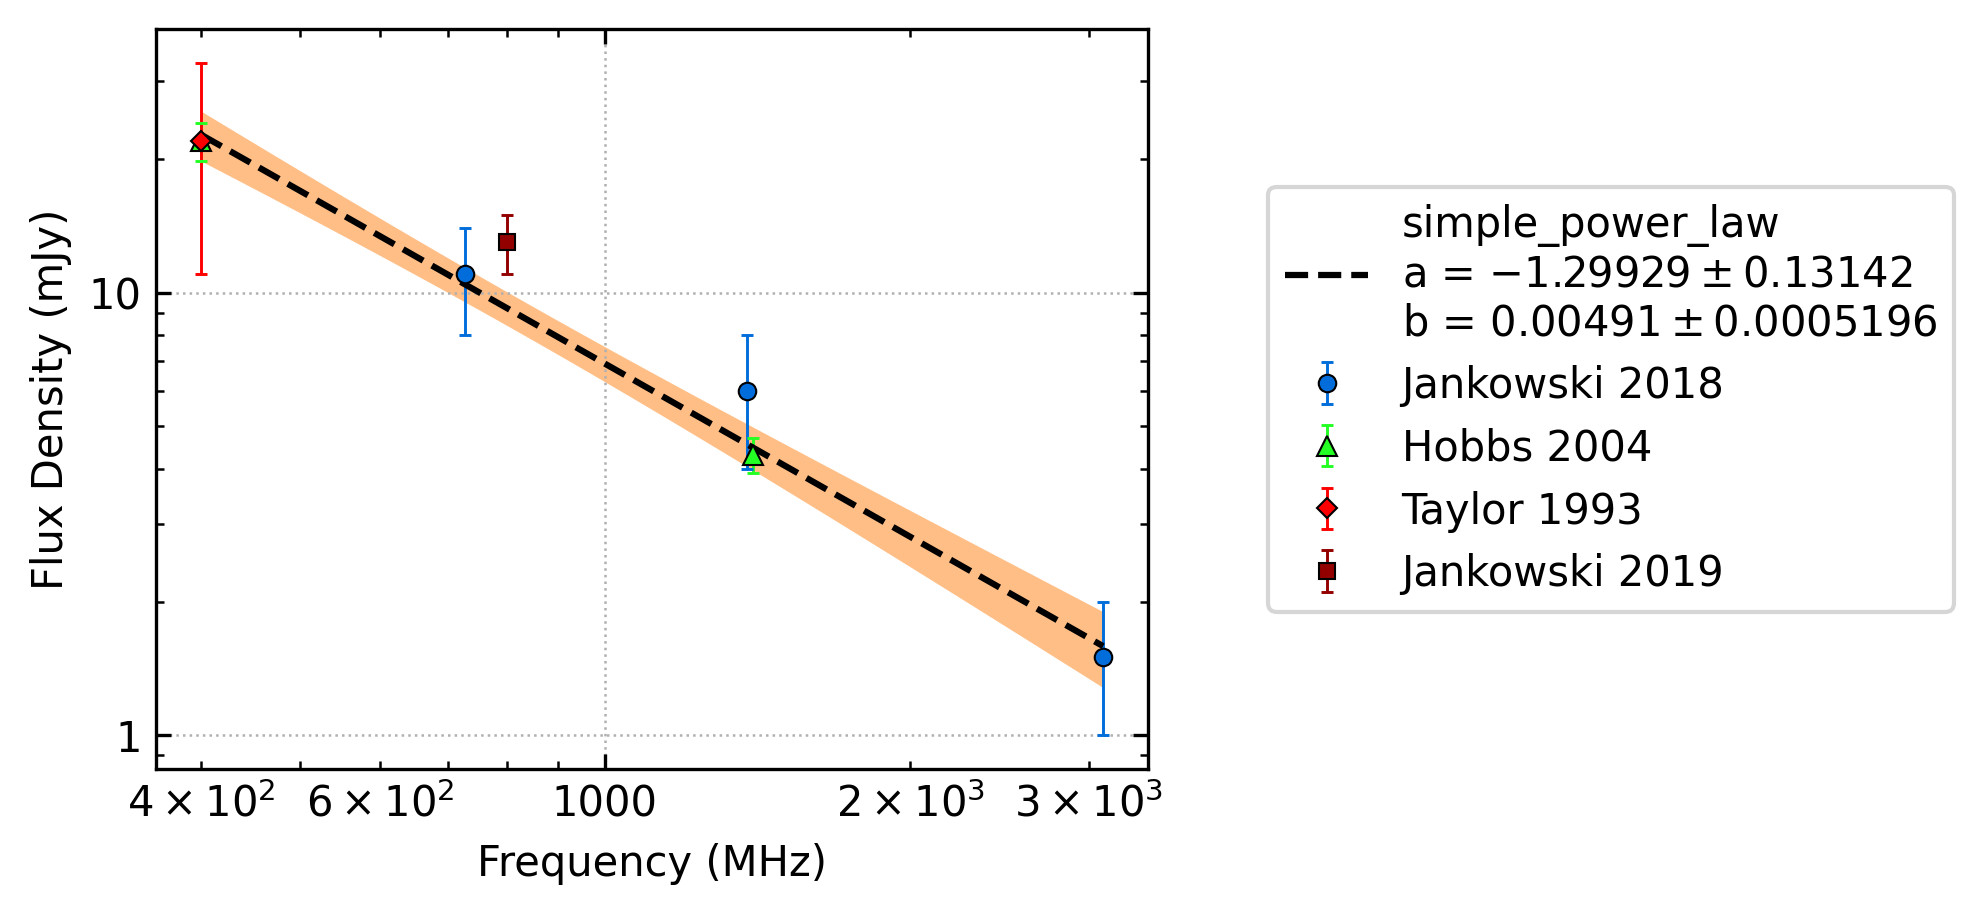 Flux Density (mJy)
10
1
4 × 10²
6 × 10²
1000
2 × 10³
3 × 10³
Frequency (MHz)
simple_power_law
a = −1.29929 ± 0.13142
b = 0.00491 ± 0.0005196
Jankowski 2018
Hobbs 2004
Taylor 1993
Jankowski 2019